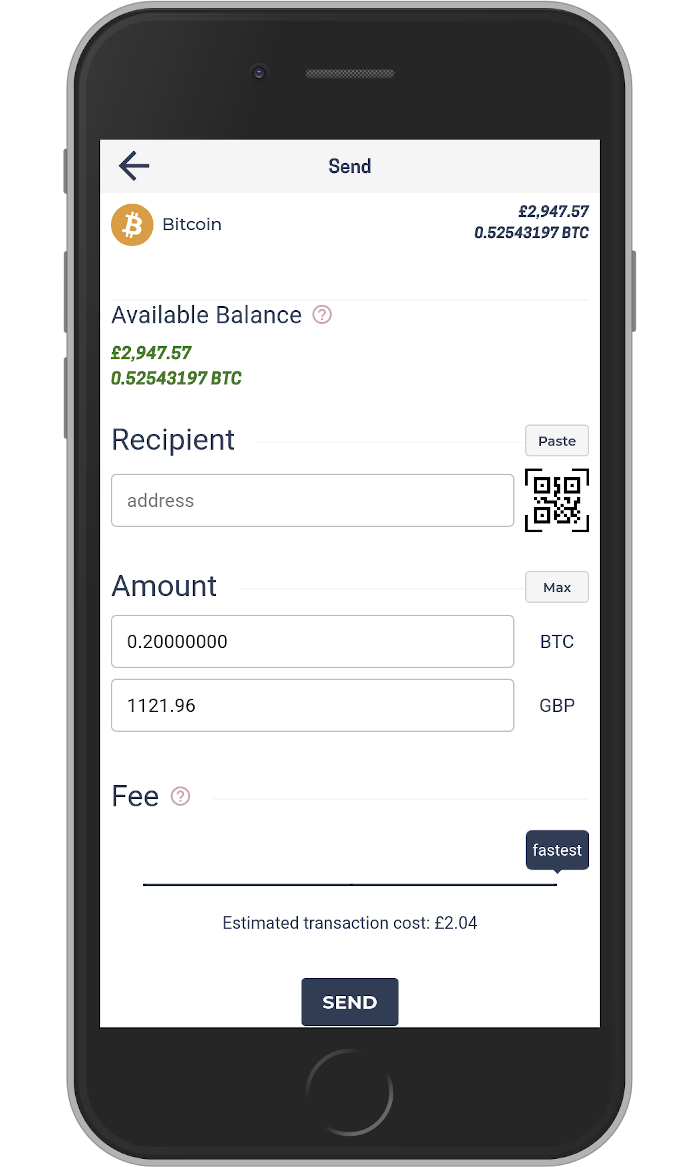 Send
Bitcoin
£2,947.57
0.52543197 BTC
Available Balance ?
£2,947.57
0.52543197 BTC
Recipient
Paste
address
Amount
Max
0.20000000 BTC
1121.96 GBP
Fee ?
fastest
Estimated transaction cost: £2.04
SEND